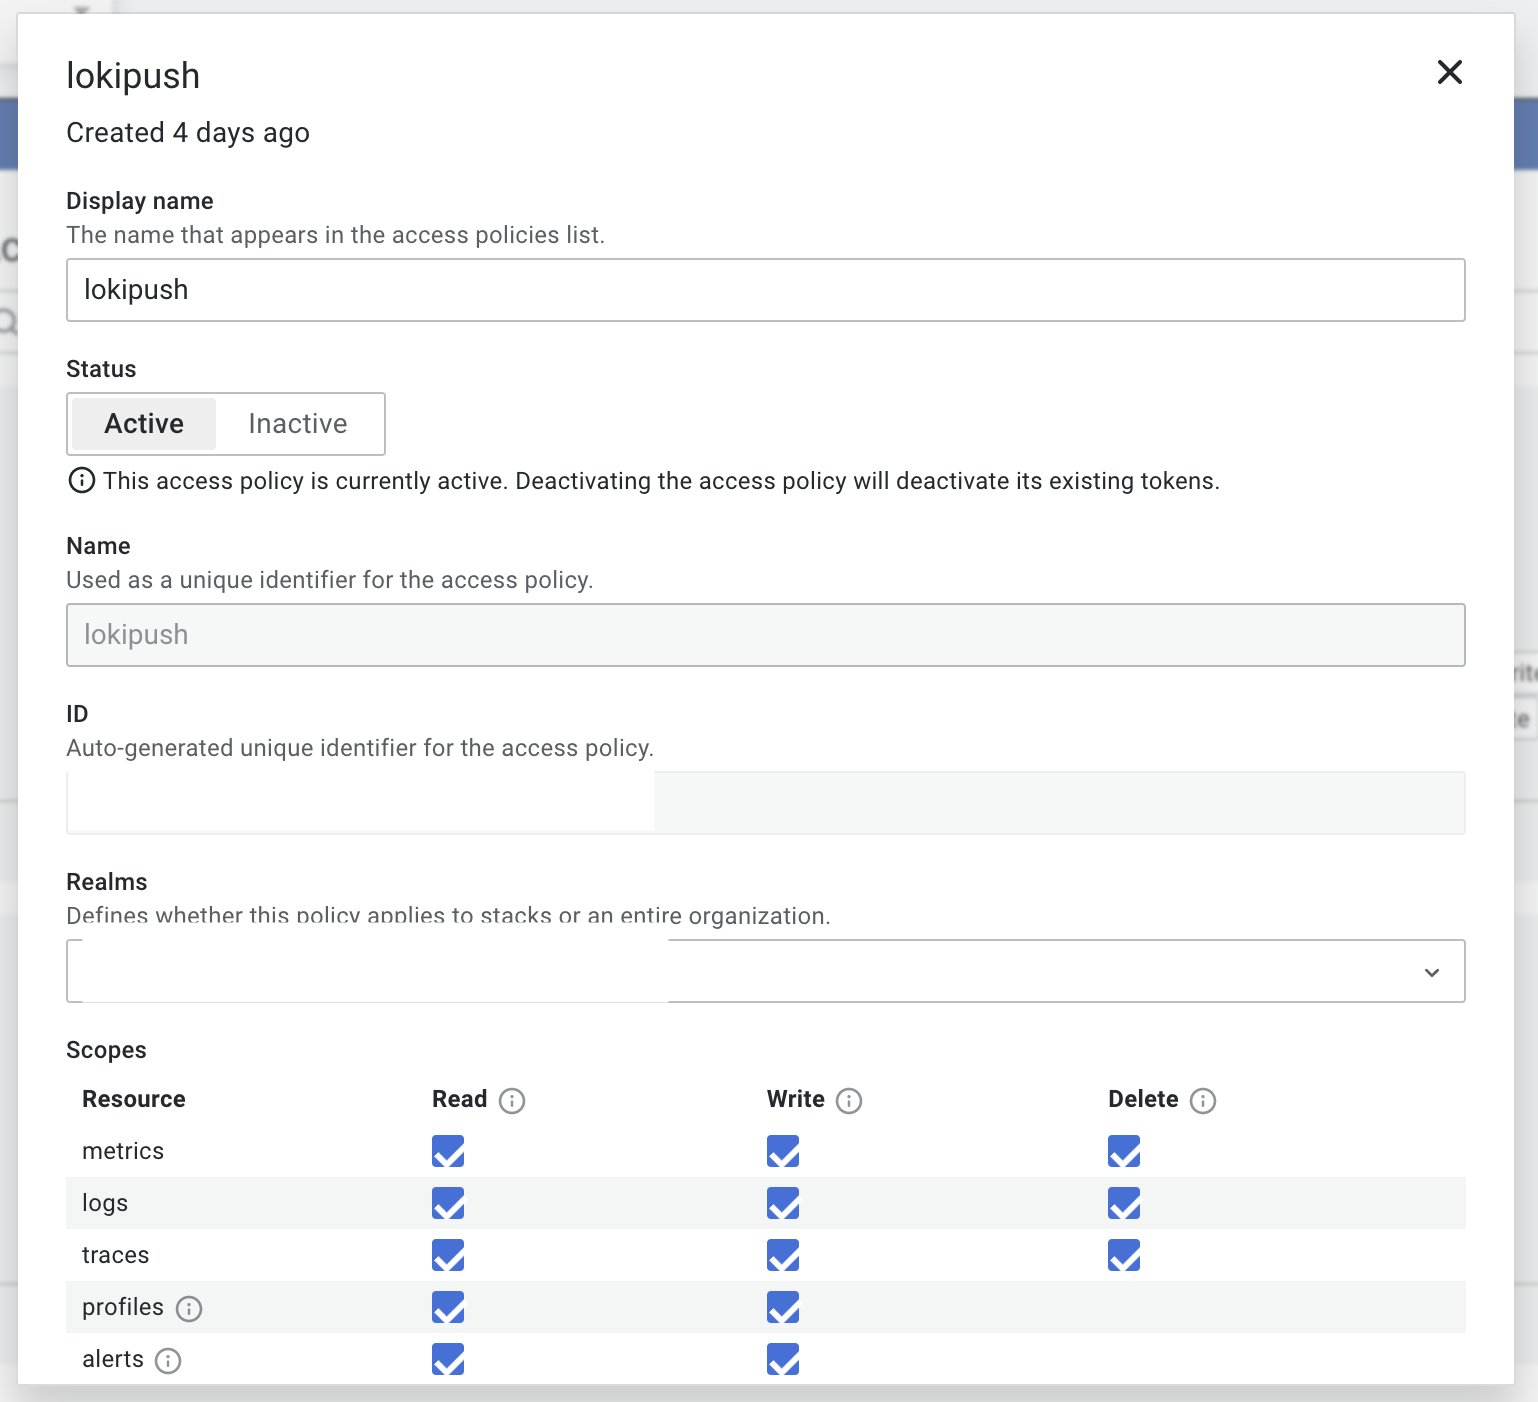 lokipush
Created 4 days ago
Display name
The name that appears in the access policies list.
lokipush
Status
Active Inactive
This access policy is currently active. Deactivating the access policy will deactivate its existing tokens.
Name
Used as a unique identifier for the access policy.
lokipush
ID
Auto-generated unique identifier for the access policy.
Realms
Defines whether this policy applies to stacks or an entire organization.
Scopes
Resource Read Write Delete
metrics
logs
traces
profiles
alerts